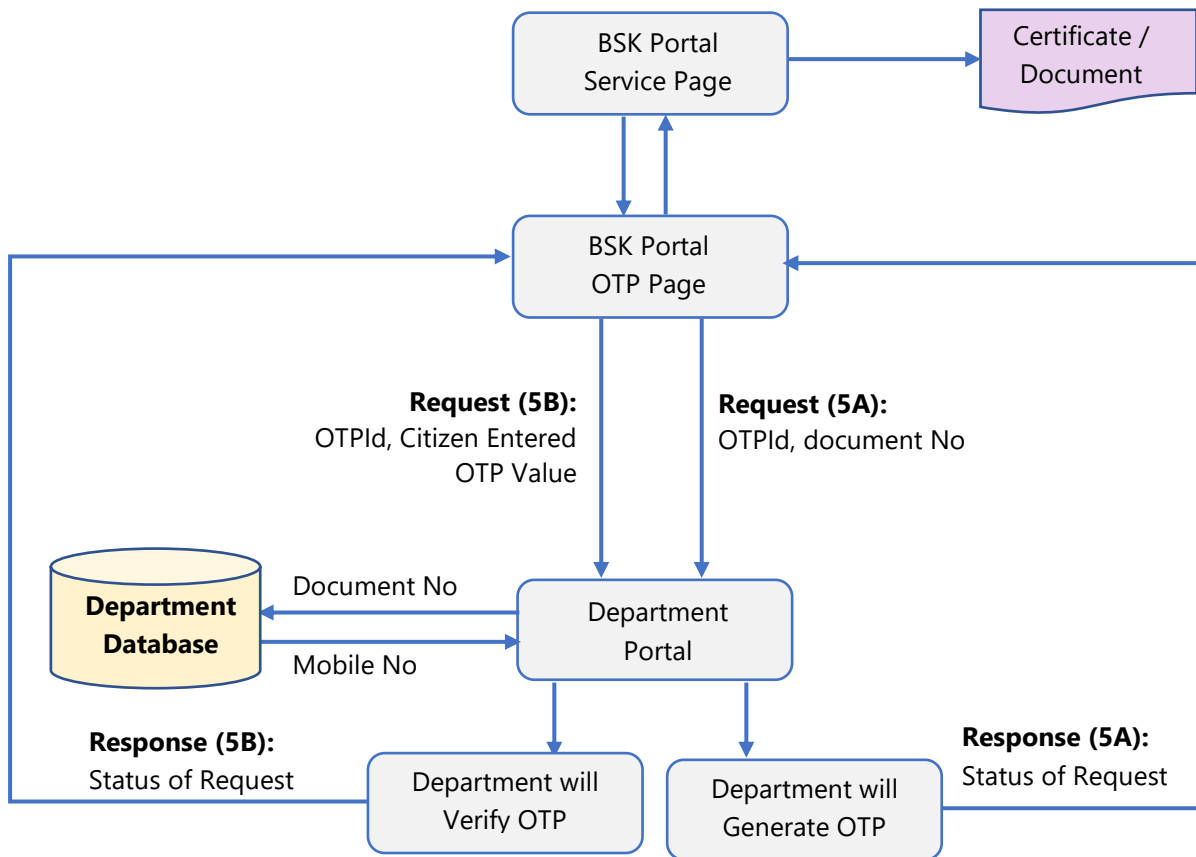 BSK Portal
Service Page
Certificate /
Document
BSK Portal
OTP Page
Request (5B):
OTPId, Citizen Entered
OTP Value
Request (5A):
OTPId, document No
Department
Database
Document No
Mobile No
Department
Portal
Response (5B):
Status of Request
Department will
Verify OTP
Department will
Generate OTP
Response (5A):
Status of Request